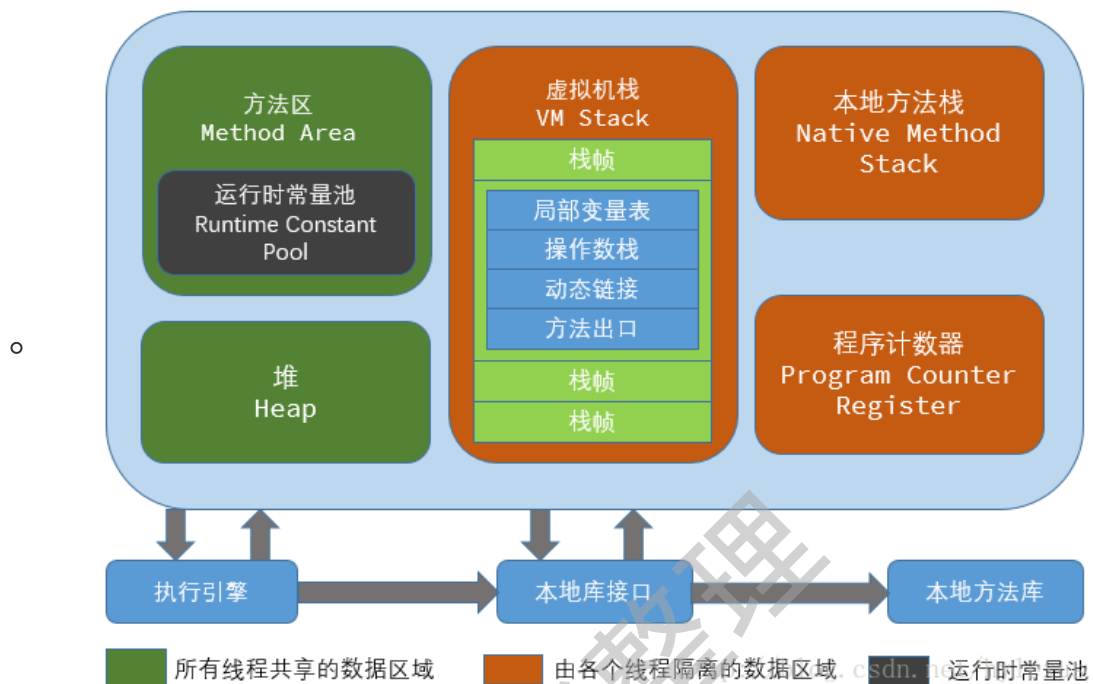 方法区
Method Area
运行时常量池
Runtime Constant
Pool
堆
Heap
虚拟机栈
VM Stack
栈帧
局部变量表
操作数栈
动态链接
方法出口
栈帧
栈帧
本地方法栈
Native Method
Stack
程序计数器
Program Counter
Register
。
执行引擎
本地库接口
本地方法库
整理
所有线程共享的数据区域
由各个线程隔离的数据区域
csdn.ne
运行时常量池